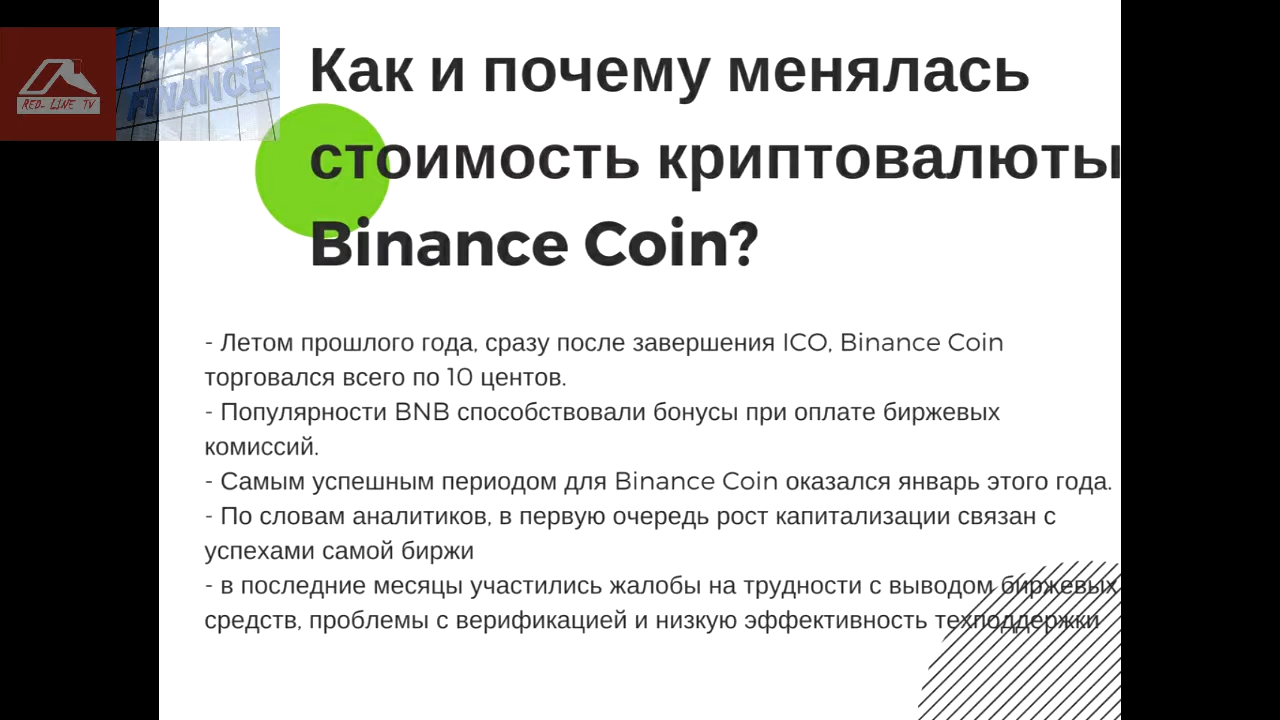 RED- LINE TV
FINANCE
Как и почему менялась
стоимость криптовалюты
Binance Coin?
- Летом прошлого года, сразу после завершения ICO, Binance Coin
торговался всего по 10 центов.
- Популярности BNB способствовали бонусы при оплате биржевых
комиссий.
- Самым успешным периодом для Binance Coin оказался январь этого года.
- По словам аналитиков, в первую очередь рост капитализации связан с
успехами самой биржи
- в последние месяцы участились жалобы на трудности с выводом биржевых
средств, проблемы с верификацией и низкую эффективность техподдержки